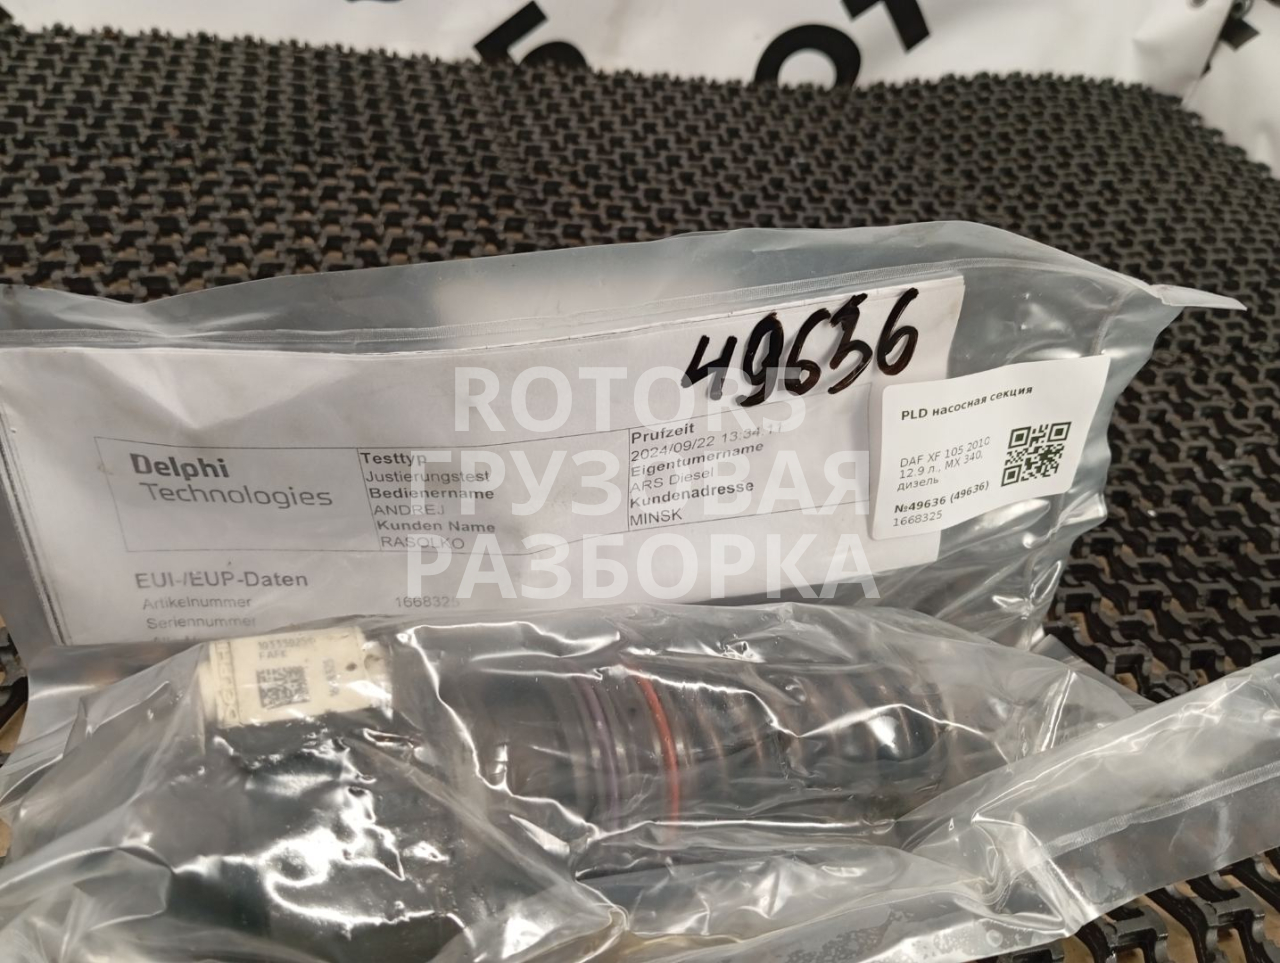 49636
ROTOR5
ГРУЗОВАЯ
РАЗБОРКА
Delphi
Technologies
Testtyp
Justierungstest
Bedienername
ANDREJ
Kunden Name
RASOLKO
Prufzeit
2024/09/22 13:34
Eigentumername
ARS Diesel
Kundenadresse
MINSK
PLD насосная секция
DAF XF 105 2010
12.9 л., MX 340,
дизель
№49636 (49636)
1668325
EUI-/EUP-Daten
Artikelnummer 1668325
Seriennummer